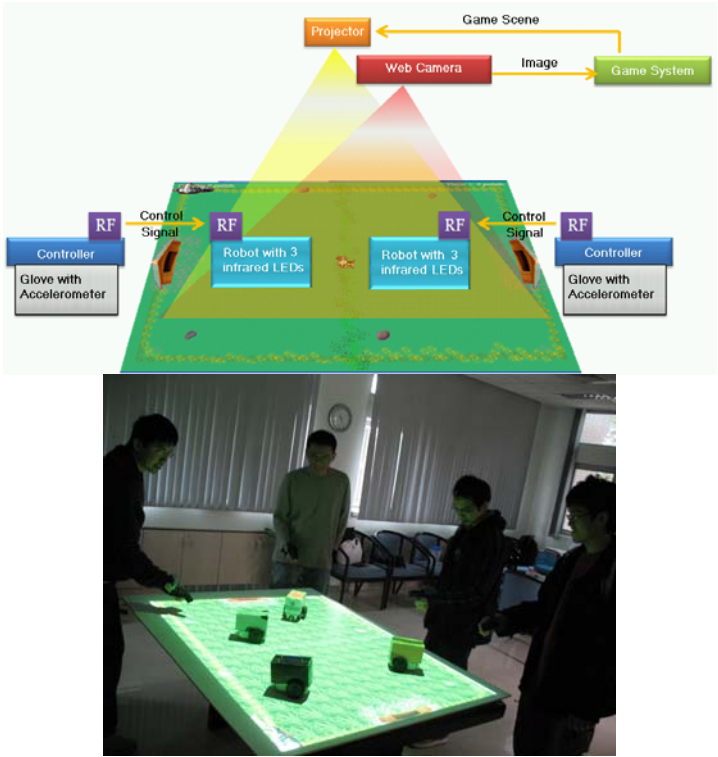 Game Scene
Projector
Web Camera
Image
Game System
RF
Control
Signal
RF
RF
Control
Signal
RF
Controller
Glove with
Accelerometer
Robot with 3
infrared LEDs
Robot with 3
infrared LEDs
Controller
Glove with
Accelerometer